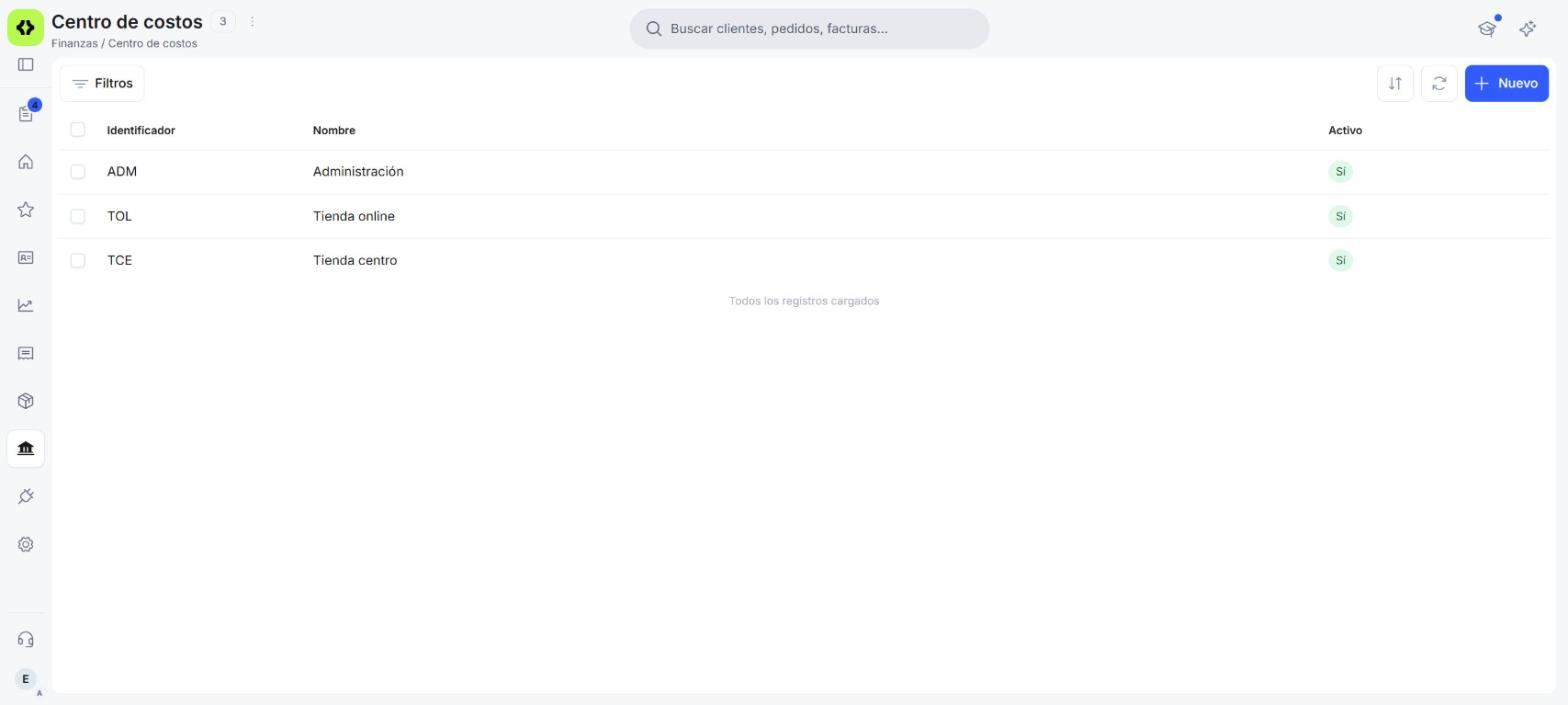 Centro de costos 3
Finanzas / Centro de costos
Buscar clientes, pedidos, facturas...
Filtros
Nuevo
4
Identificador Nombre Activo
ADM Administración Sí
TOL Tienda online Sí
TCE Tienda centro Sí
Todos los registros cargados
E
A